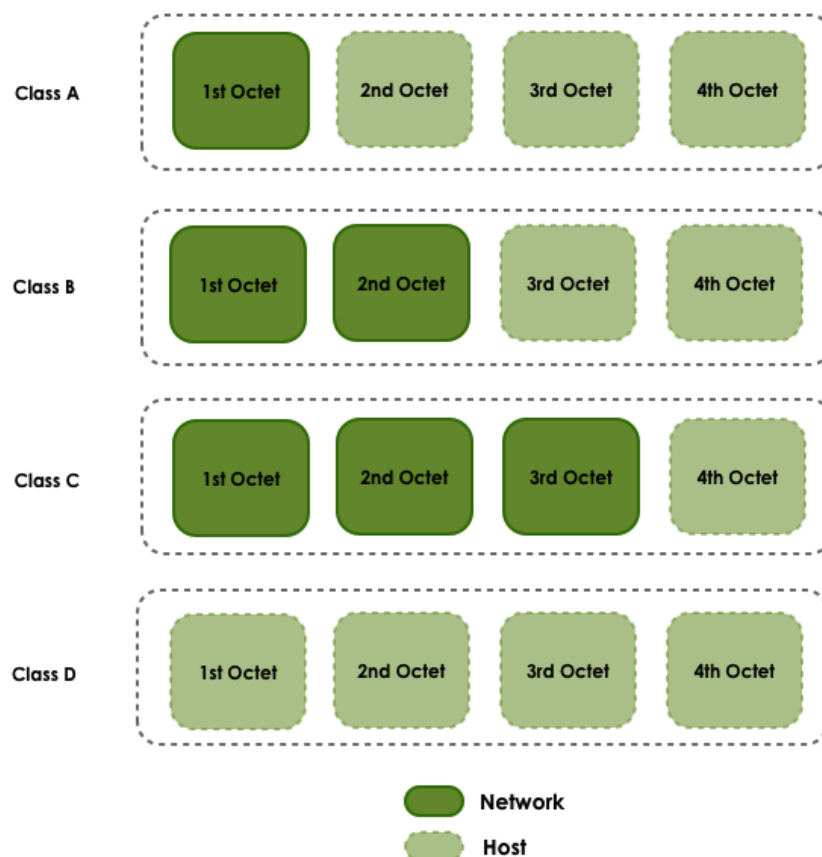 Class A
1st Octet
2nd Octet
3rd Octet
4th Octet
Class B
1st Octet
2nd Octet
3rd Octet
4th Octet
Class C
1st Octet
2nd Octet
3rd Octet
4th Octet
Class D
1st Octet
2nd Octet
3rd Octet
4th Octet
Network
Host